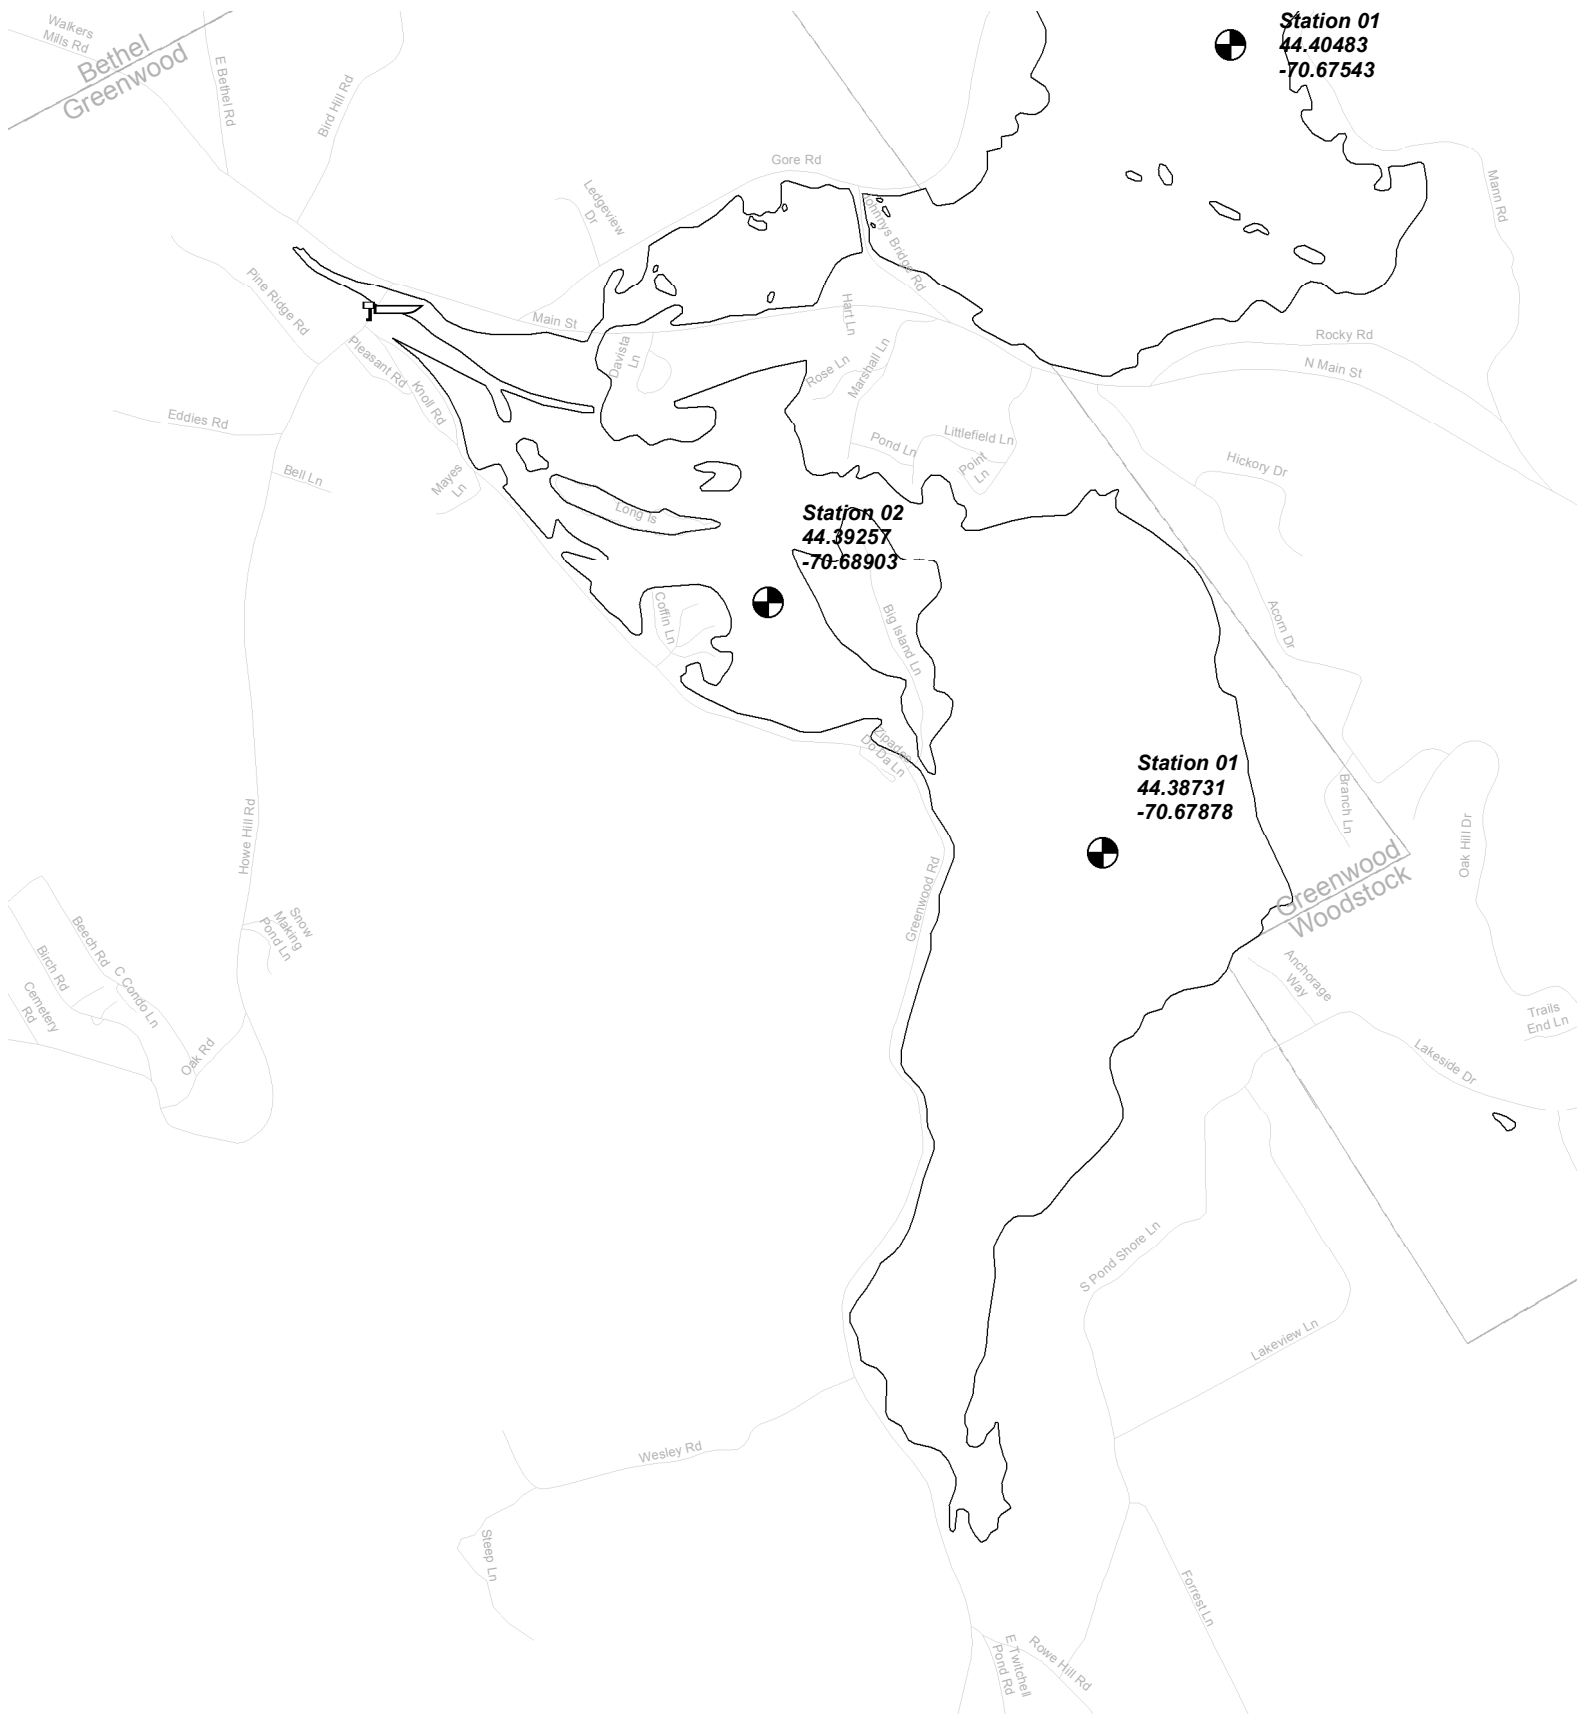 Walkers
Mills Rd
Bethel
Greenwood
E Bethel Rd
Bird Hill Rd
Station 01
44.40483
-70.67543
Gore Rd
Ledgeview
Dr
Johnnys Bridge Rd
Mann Rd
Pine Ridge Rd
Main St
Hart Ln
Rocky Rd
N Main St
Davista
Ln
Pleasant Rd
Knoll Rd
Rose Ln
Marshall Ln
Eddies Rd
Pond Ln
Littlefield Ln
Point
Ln
Hickory Dr
Bell Ln
Mayes
Ln
Long Is
Station 02
44.39257
-70.68903
Coffin Ln
Big Island Ln
Acorn Dr
Zipadee
Do Da Ln
Station 01
44.38731
-70.67878
Branch Ln
Oak Hill Dr
Howe Hill Rd
Greenwood Rd
Greenwood
Woodstock
Snow
Making
Pond Ln
Beech Rd
Birch Rd
C Condo Ln
Cemetery
Rd
Oak Rd
Anchorage
Way
Trails
End Ln
Lakeside Dr
S Pond Shore Ln
Lakeview Ln
Wesley Rd
Steep Ln
Forrest Ln
E Twitchell
Pond Rd
Rowe Hill Rd